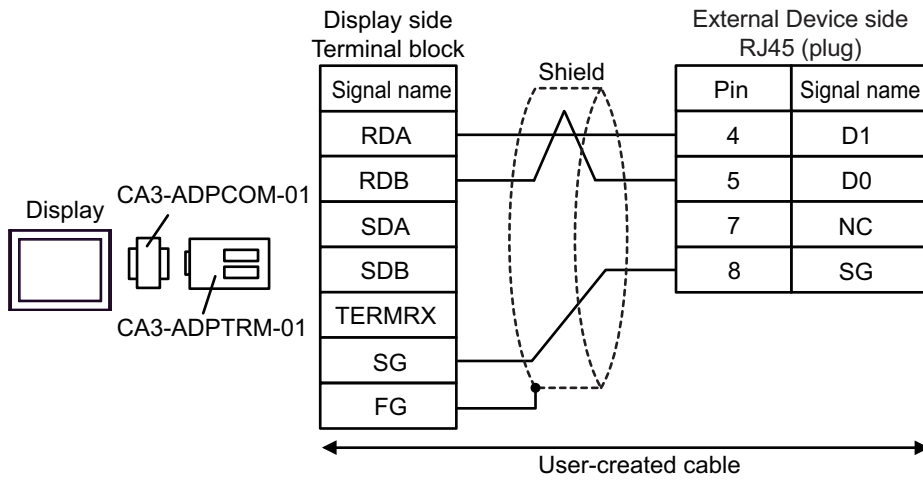 Display side
Terminal block
External Device side
RJ45 (plug)
Shield
Signal name
RDA
RDB
SDA
SDB
TERMRX
SG
FG
Pin Signal name
4 D1
5 D0
7 NC
8 SG
Display
CA3-ADPCOM-01
CA3-ADPTRM-01
User-created cable